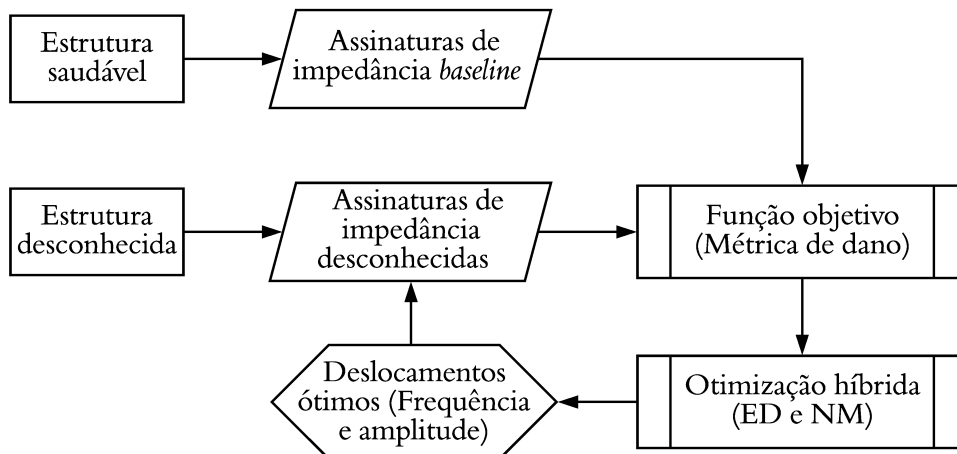 Estrutura
saudável
Assinaturas de
impedância baseline
Estrutura
desconhecida
Assinaturas de
impedância
desconhecidas
Função objetivo
(Métrica de dano)
Deslocamentos
ótimos (Frequência
e amplitude)
Otimização híbrida
(ED e NM)